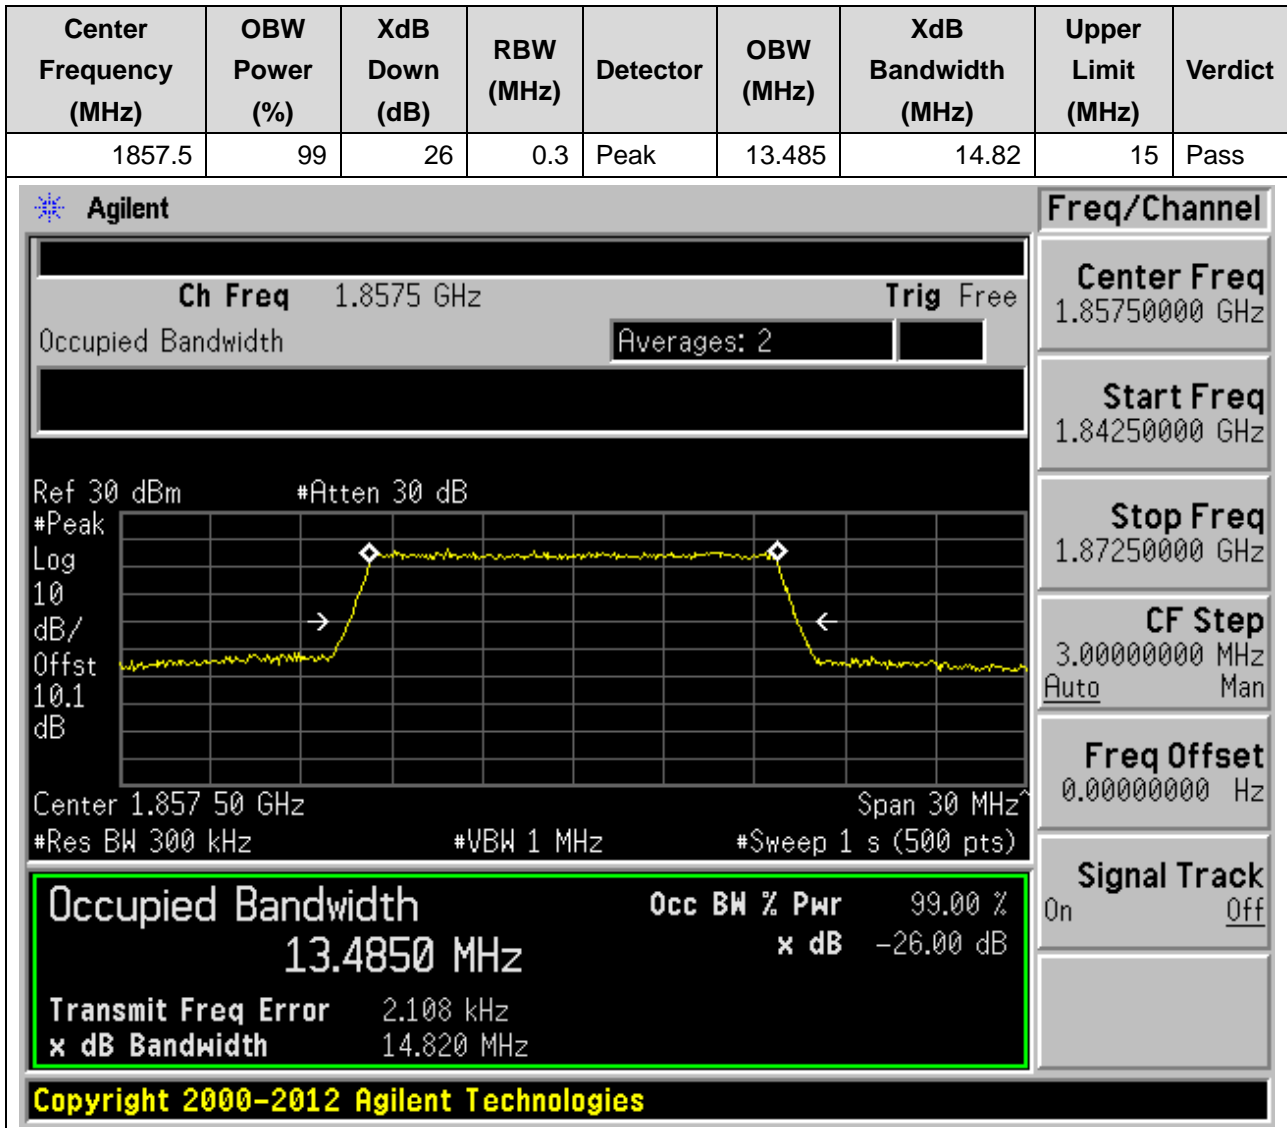 Center Frequency (MHz) OBW Power (%) XdB Down (dB) RBW (MHz) Detector OBW (MHz) XdB Bandwidth (MHz) Upper Limit (MHz) Verdict
1857.5 99 26 0.3 Peak 13.485 14.82 15 Pass
Agilent
Freq/Channel
Ch Freq 1.8575 GHz Trig Free
Occupied Bandwidth Averages: 2
Center Freq
1.85750000 GHz
Start Freq
1.84250000 GHz
Stop Freq
1.87250000 GHz
CF Step
3.00000000 MHz
Auto Man
Freq Offset
0.00000000 Hz
Signal Track
On Off
Ref 30 dBm #Atten 30 dB
#Peak
Log
10
dB/
Offst
10.1
dB
Center 1.857 50 GHz Span 30 MHz^
#Res BW 300 kHz #VBW 1 MHz #Sweep 1 s (500 pts)
Occupied Bandwidth Occ BW % Pwr 99.00 %
13.4850 MHz x dB -26.00 dB
Transmit Freq Error 2.108 kHz
x dB Bandwidth 14.820 MHz
Copyright 2000-2012 Agilent Technologies